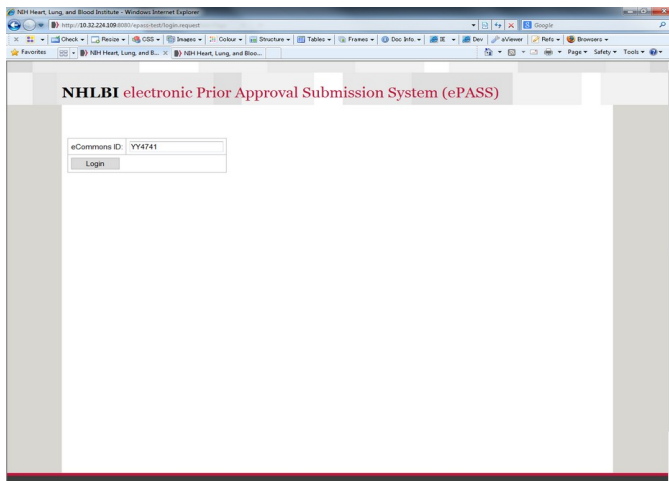 NIH Heart, Lung, and Blood Institute - Windows Internet Explorer
http://10.32.224.109:8080/epass/test/login.request
Google
Check Resize CSS Images Colour Structure Tables Frames Doc Info. IE Dev aViewer Refs Browsers
Favorites NIH Heart, Lung, and B... NIH Heart, Lung, and Bloo... Page Safety Tools
NHLBI electronic Prior Approval Submission System (ePASS)
eCommons ID: YY4741
Login